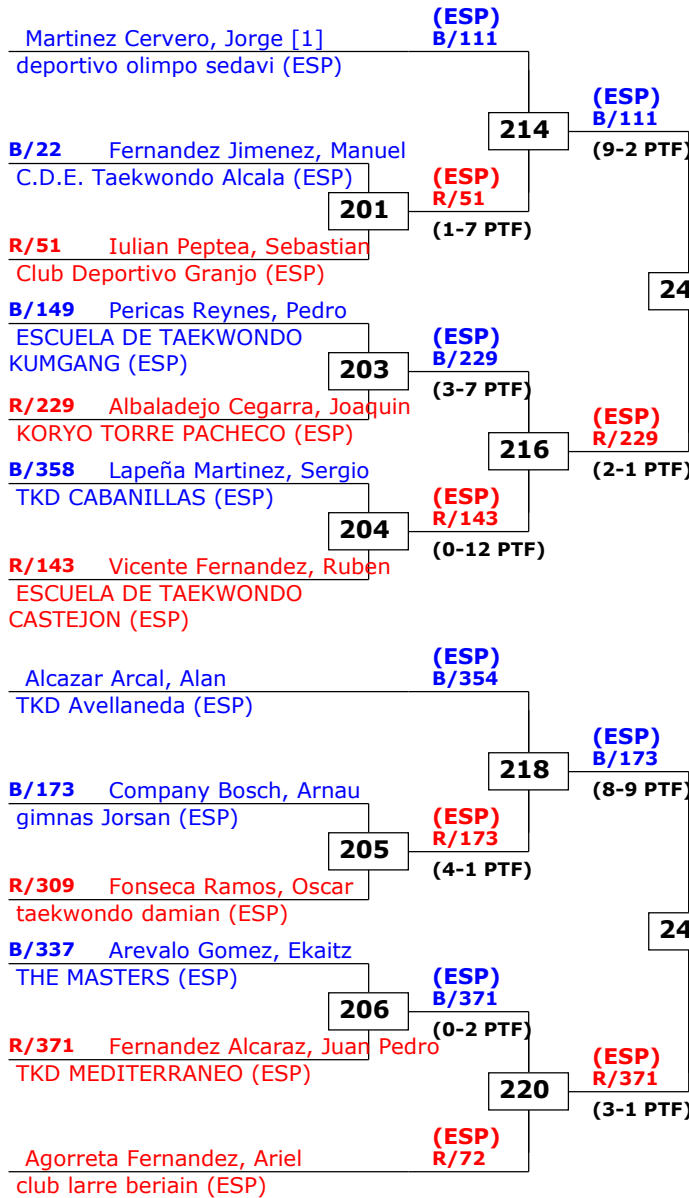 (ESP)
Martinez Cervero, Jorge [1] B/111
deportivo olimpo sedavi (ESP)
(ESP)
214 B/111
(9-2 PTF)
B/22 Fernandez Jimenez, Manuel
C.D.E. Taekwondo Alcala (ESP) (ESP)
201 R/51
(1-7 PTF)
R/51 Iulian Peptea, Sebastian
Club Deportivo Granjo (ESP)
24
B/149 Pericas Reynes, Pedro
ESCUELA DE TAEKWONDO (ESP)
KUMGANG (ESP) B/229
203 (3-7 PTF)
R/229 Albaladejo Cegarra, Joaquin (ESP)
KORYO TORRE PACHECO (ESP) R/229
216 (2-1 PTF)
B/358 Lapeña Martinez, Sergio
TKD CABANILLAS (ESP) (ESP)
R/143
204 (0-12 PTF)
R/143 Vicente Fernandez, Ruben
ESCUELA DE TAEKWONDO
CASTEJON (ESP)
(ESP)
Alcazar Arcal, Alan B/354
TKD Avellaneda (ESP)
(ESP)
218 B/173
(8-9 PTF)
B/173 Company Bosch, Arnau
gimnas Jorsan (ESP) (ESP)
R/173
205 (4-1 PTF)
R/309 Fonseca Ramos, Oscar
taekwondo damian (ESP)
24
B/337 Arevalo Gomez, Ekaitz
THE MASTERS (ESP) (ESP)
B/371
206 (0-2 PTF)
R/371 Fernandez Alcaraz, Juan Pedro (ESP)
TKD MEDITERRANEO (ESP) R/371
220 (3-1 PTF)
(ESP)
Agorreta Fernandez, Ariel R/72
club larre beriain (ESP)